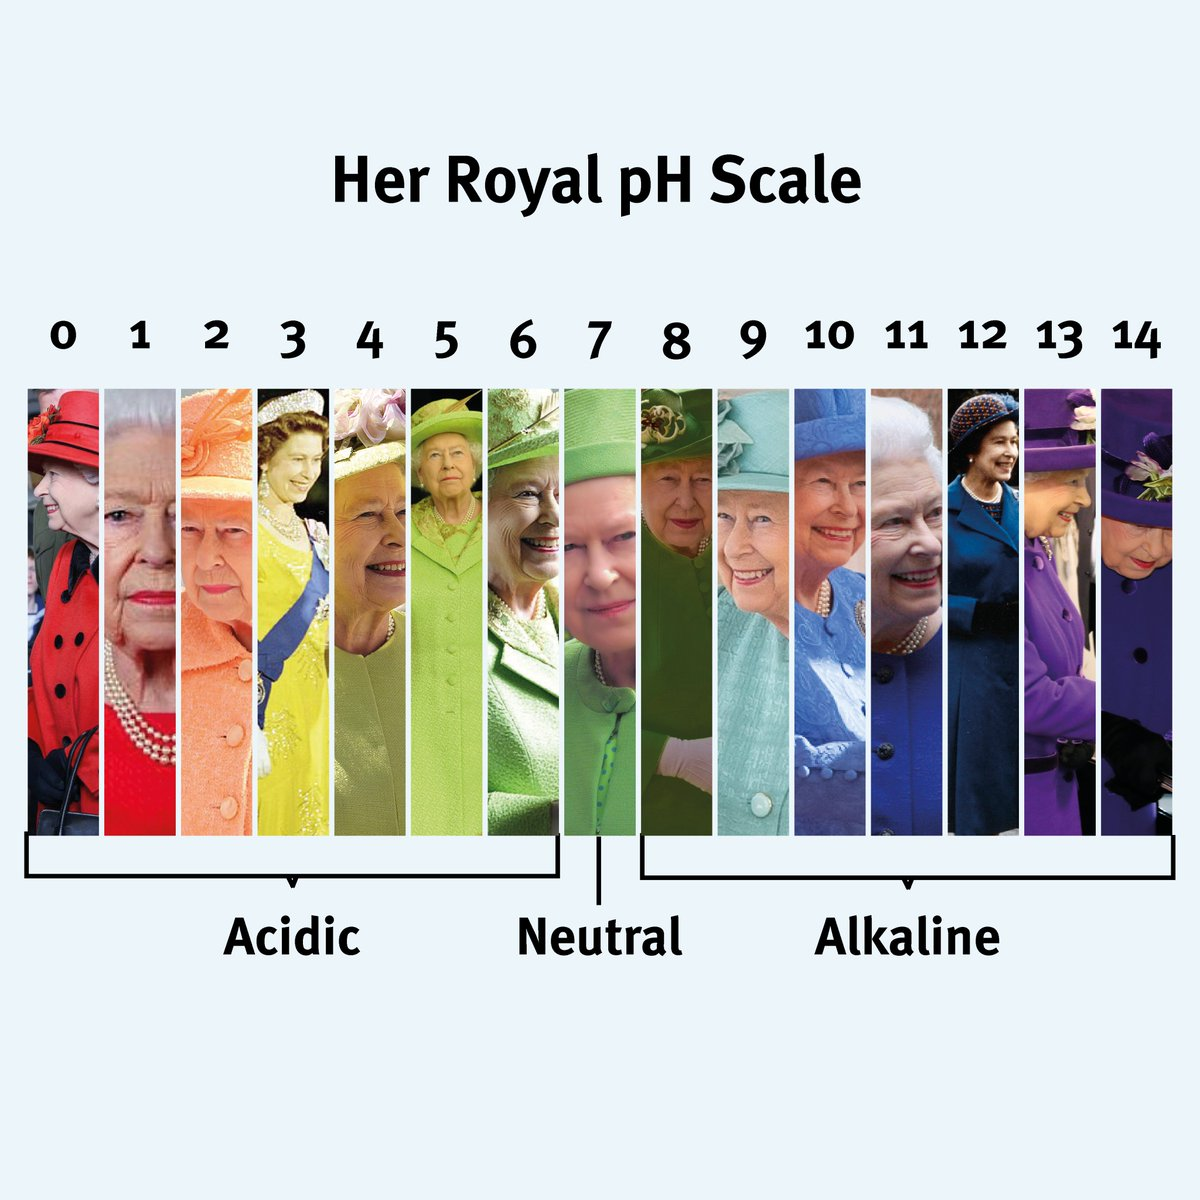 Her Royal pH Scale
0 1 2 3 4 5 6 7 8 9 10 11 12 13 14
Acidic Neutral Alkaline